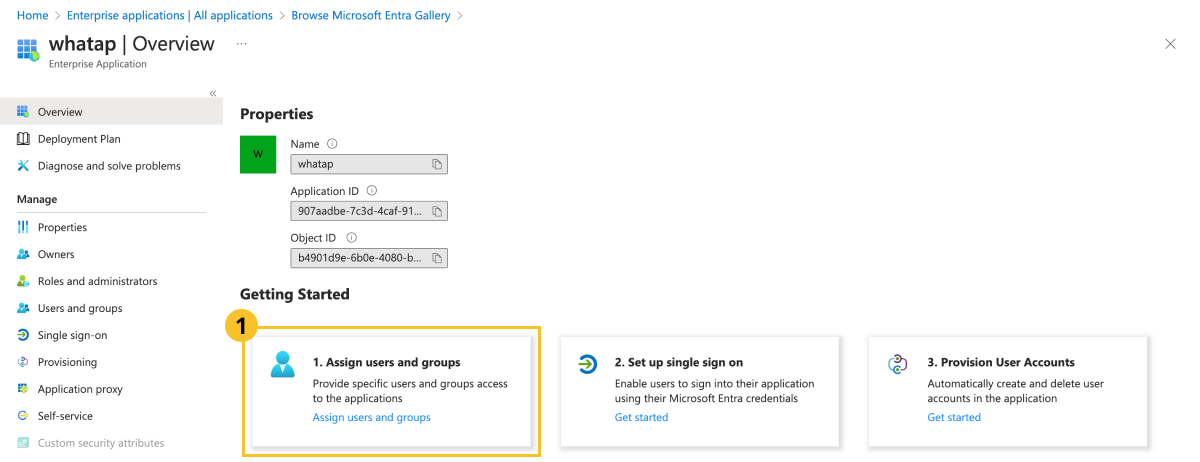 Home > Enterprise applications | All applications > Browse Microsoft Entra Gallery >
whatap | Overview ...
Enterprise Application
«
Overview
Deployment Plan
Diagnose and solve problems
Manage
Properties
Owners
Roles and administrators
Users and groups
Single sign-on
Provisioning
Application proxy
Self-service
Custom security attributes
Properties
W
Name
whatap
Application ID
907aadbe-7c3d-4caf-91...
Object ID
b4901d9e-6b0e-4080-b...
Getting Started
1
1. Assign users and groups
Provide specific users and groups access
to the applications
Assign users and groups
2. Set up single sign on
Enable users to sign into their application
using their Microsoft Entra credentials
Get started
3. Provision User Accounts
Automatically create and delete user
accounts in the application
Get started